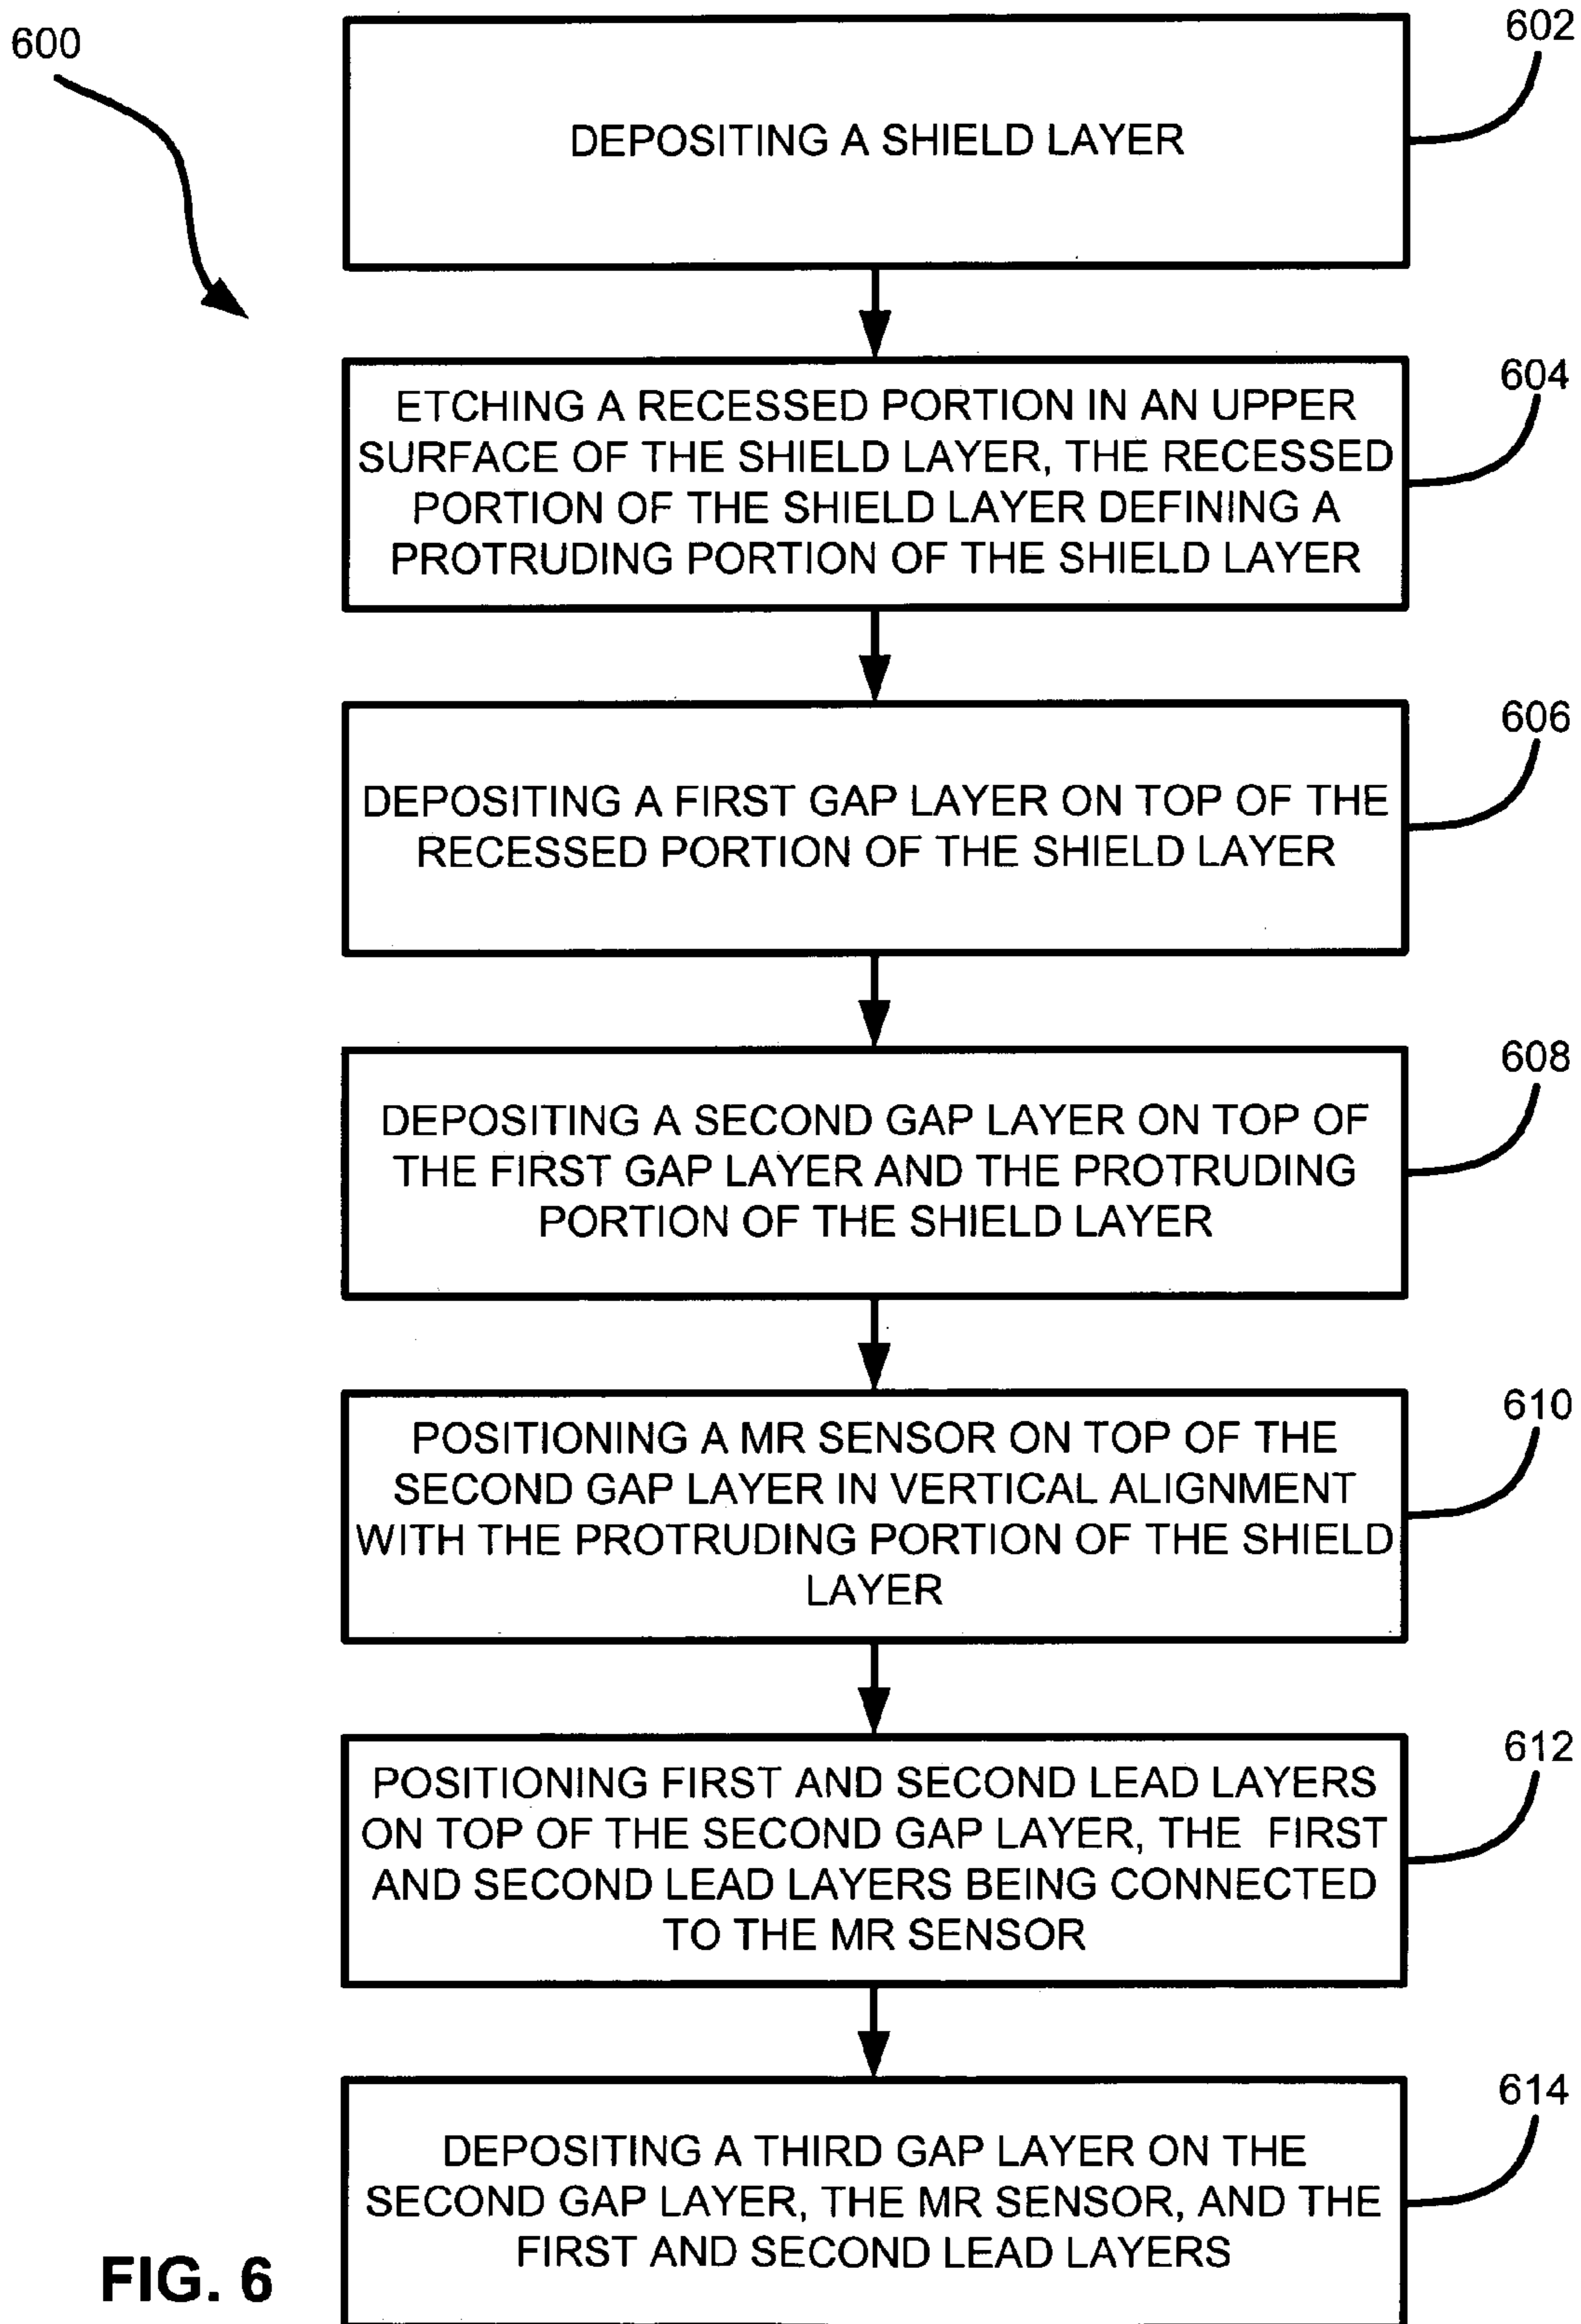 600
602
DEPOSITING A SHIELD LAYER
604
ETCHING A RECESSED PORTION IN AN UPPER
SURFACE OF THE SHIELD LAYER, THE RECESSED
PORTION OF THE SHIELD LAYER DEFINING A
PROTRUDING PORTION OF THE SHIELD LAYER
606
DEPOSITING A FIRST GAP LAYER ON TOP OF THE
RECESSED PORTION OF THE SHIELD LAYER
608
DEPOSITING A SECOND GAP LAYER ON TOP OF
THE FIRST GAP LAYER AND THE PROTRUDING
PORTION OF THE SHIELD LAYER
610
POSITIONING A MR SENSOR ON TOP OF THE
SECOND GAP LAYER IN VERTICAL ALIGNMENT
WITH THE PROTRUDING PORTION OF THE SHIELD
LAYER
612
POSITIONING FIRST AND SECOND LEAD LAYERS
ON TOP OF THE SECOND GAP LAYER, THE FIRST
AND SECOND LEAD LAYERS BEING CONNECTED
TO THE MR SENSOR
614
DEPOSITING A THIRD GAP LAYER ON THE
SECOND GAP LAYER, THE MR SENSOR, AND THE
FIRST AND SECOND LEAD LAYERS
FIG. 6